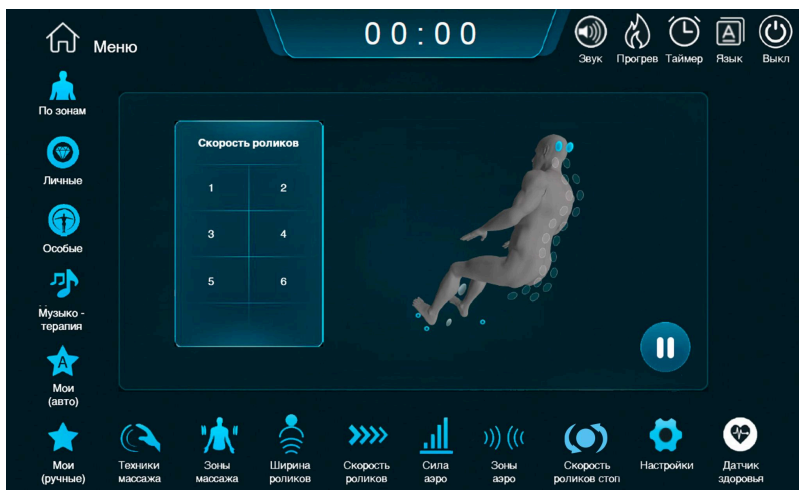 Меню
00:00
Звук
Прогрев
Таймер
A
Язык
Выкл
По зонам
Личные
Особые
Музыко -
терапия
A
Мои
(авто)
Мои
(ручные)
Скорость роликов
1 2
3 4
5 6
Техники
массажа
Зоны
массажа
Ширина
роликов
Скорость
роликов
Сила
аэро
Зоны
аэро
Скорость
роликов стоп
Настройки
Датчик
здоровья